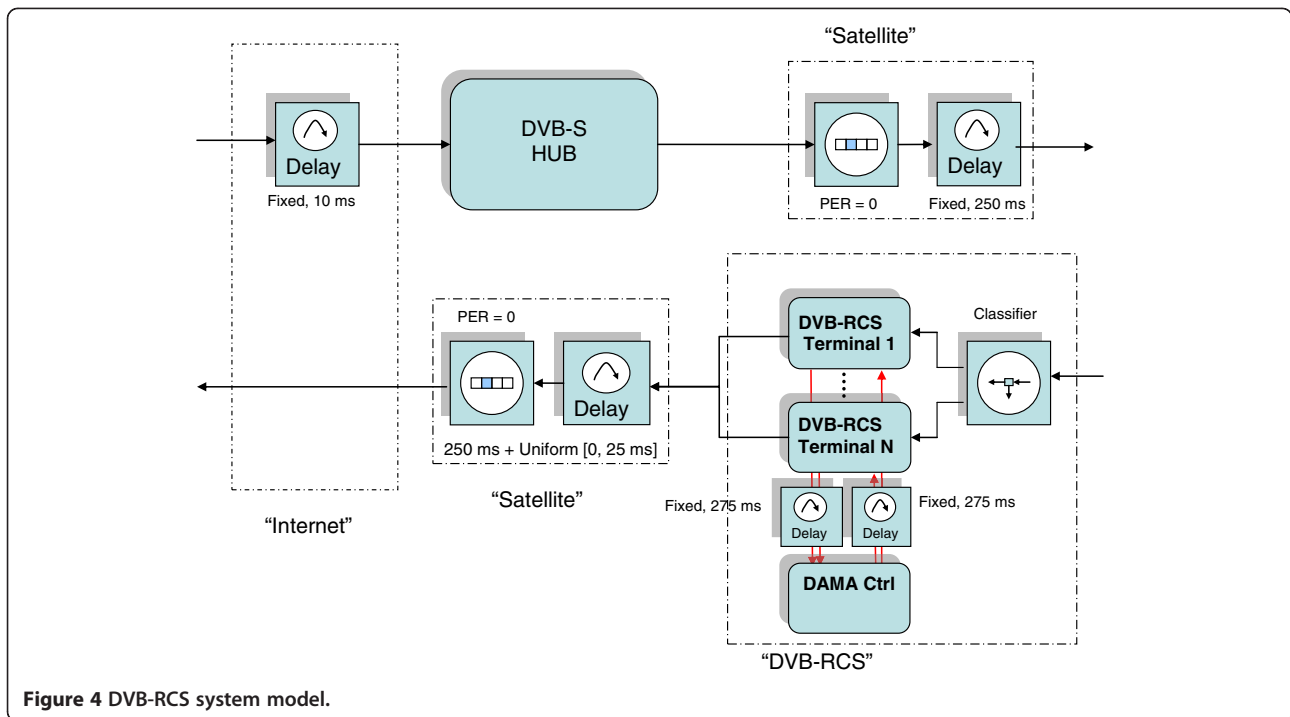 “Satellite”
Delay
Fixed, 10 ms
DVB-S
HUB
PER = 0
Delay
Fixed, 250 ms
PER = 0
Delay
250 ms + Uniform [0, 25 ms]
“Satellite”
“Internet”
DVB-RCS
Terminal 1
Classifier
DVB-RCS
Terminal N
Fixed, 275 ms
Delay
Delay
Fixed, 275 ms
DAMA Ctrl
“DVB-RCS”
Figure 4 DVB-RCS system model.